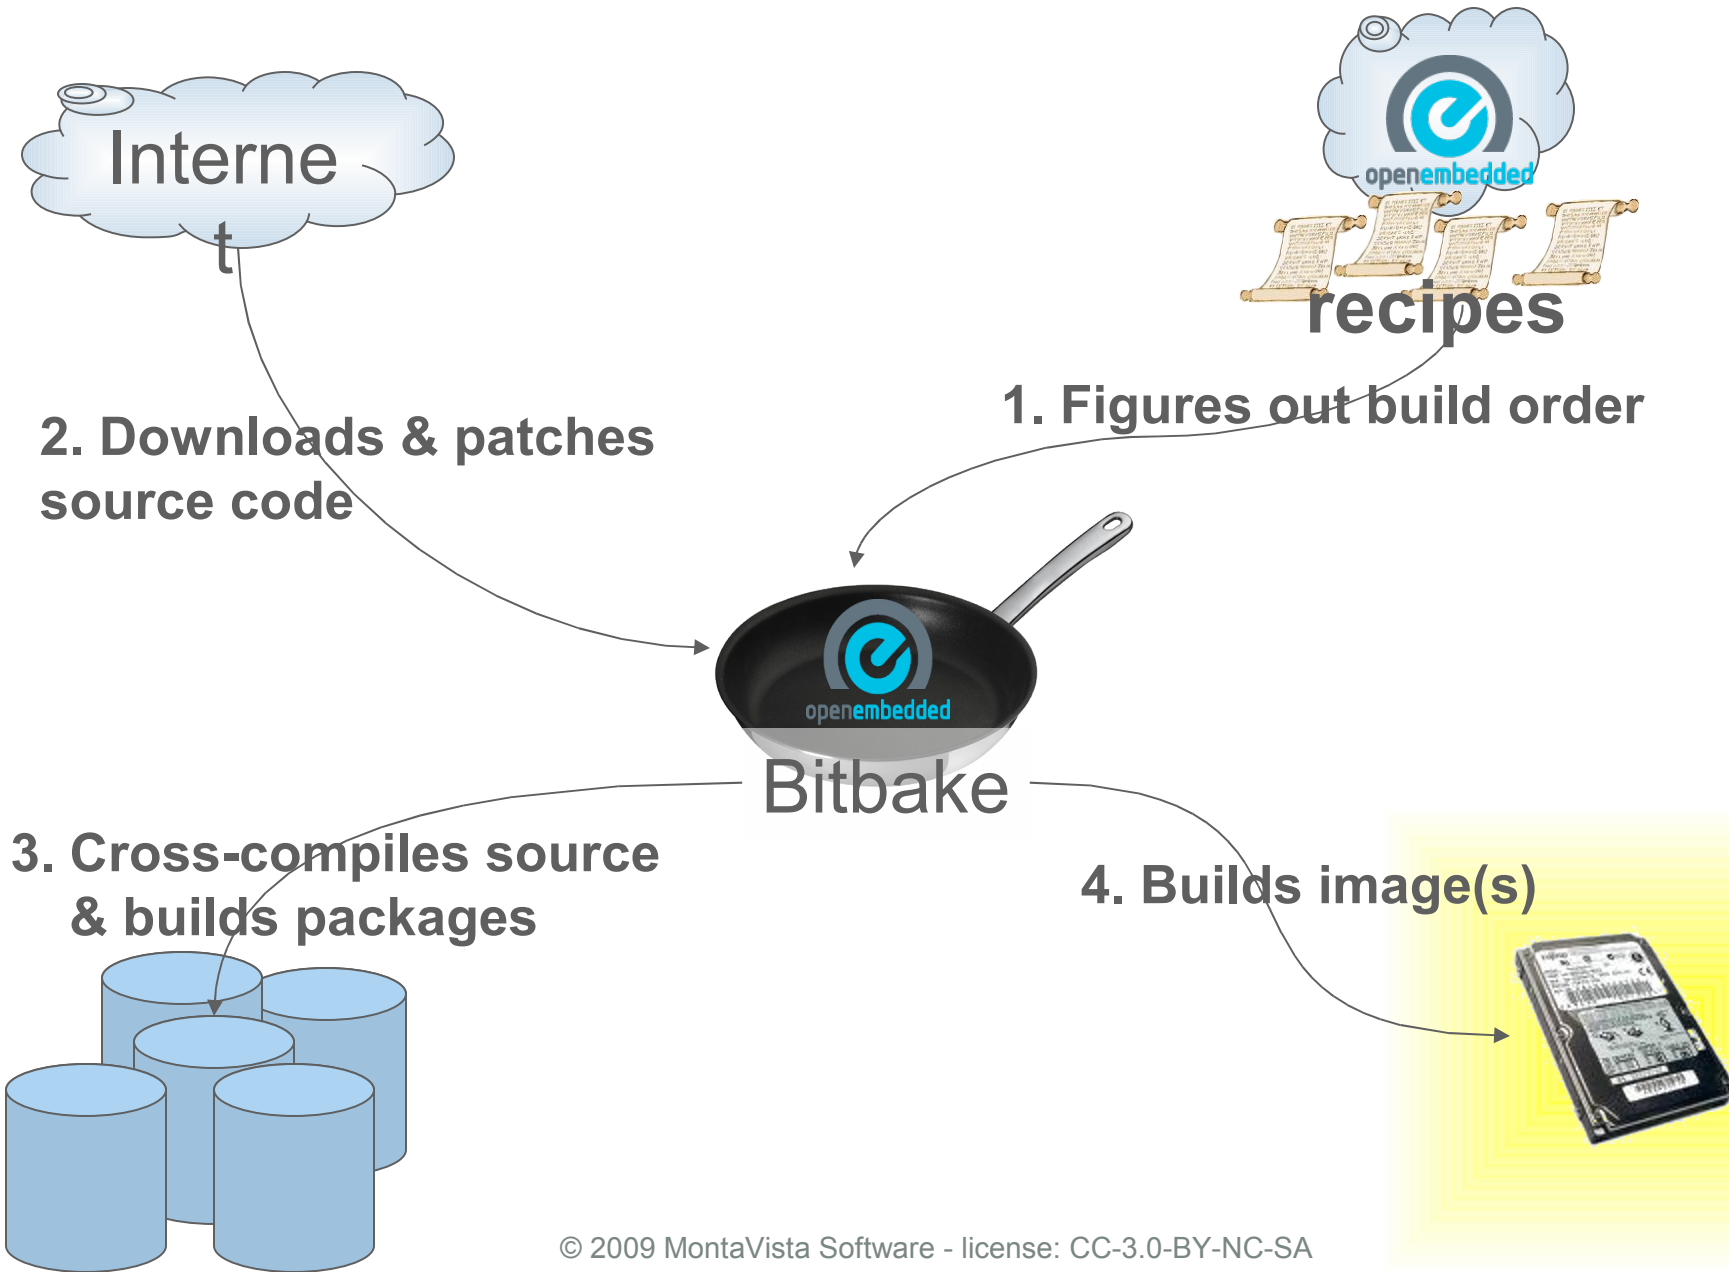 Interne
t
openembedded
recipes
1. Figures out build order
2. Downloads & patches
source code
openembedded
Bitbake
3. Cross-compiles source
& builds packages
4. Builds image(s)
© 2009 MontaVista Software - license: CC-3.0-BY-NC-SA